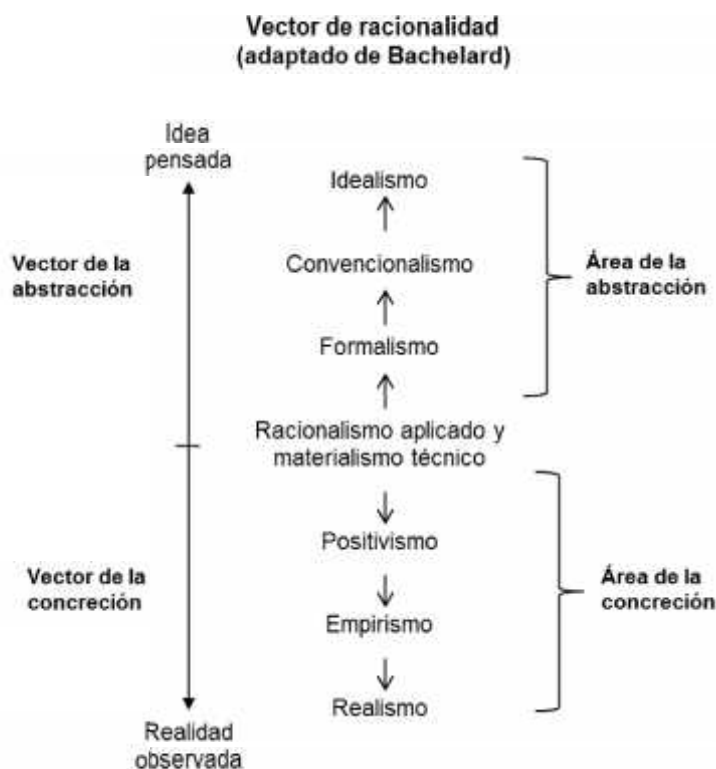 Vector de racionalidad
(adaptado de Bachelard)
Idea
pensada
Idealismo
Vector de la
abstracción
Convencionalismo
Área de la
abstracción
Formalismo
Racionalismo aplicado y
materialismo técnico
Positivismo
Vector de la
concreción
Área de la
concreción
Empirismo
Realismo
Realidad
observada